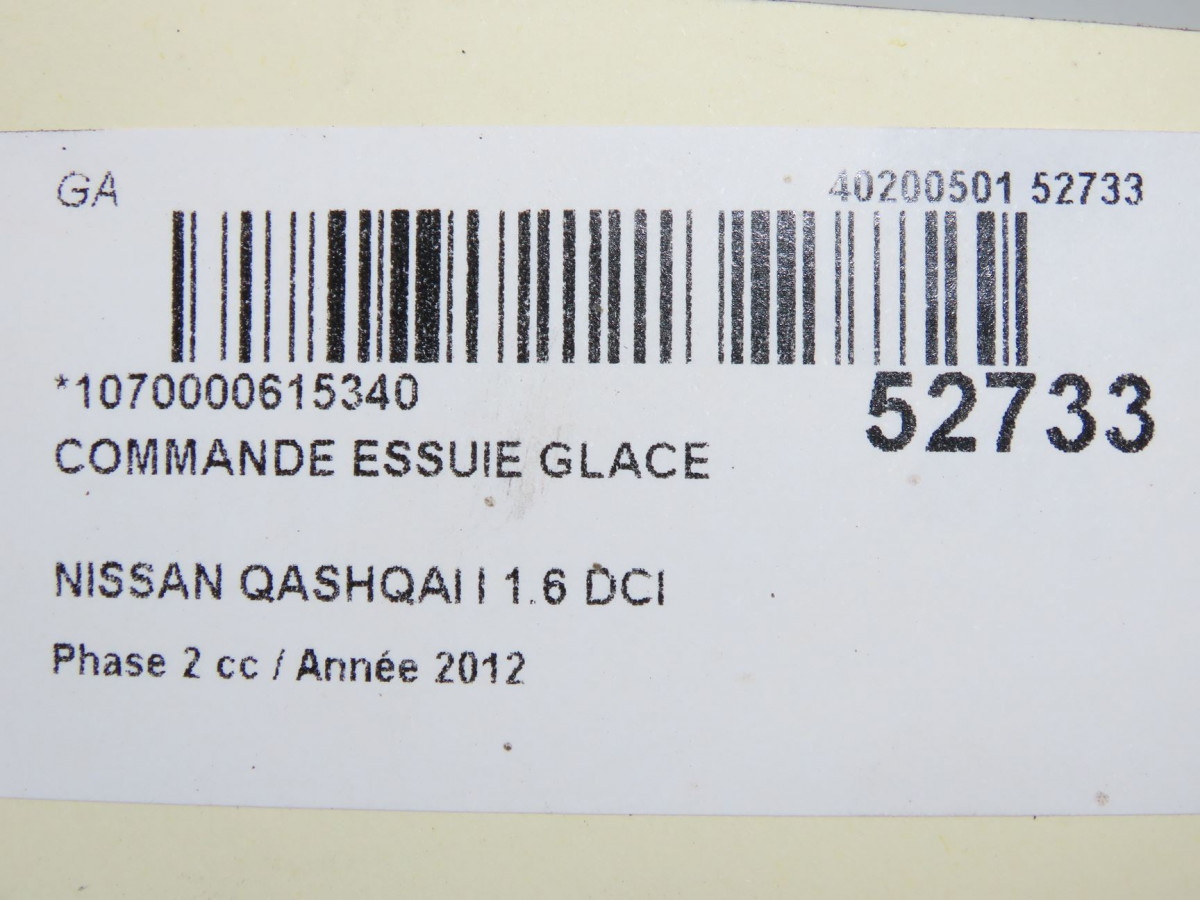 GA 40200501 52733
*1070000615340 52733
COMMANDE ESSUIE GLACE
NISSAN QASHQAI I 1.6 DCI
Phase 2 cc / Année 2012